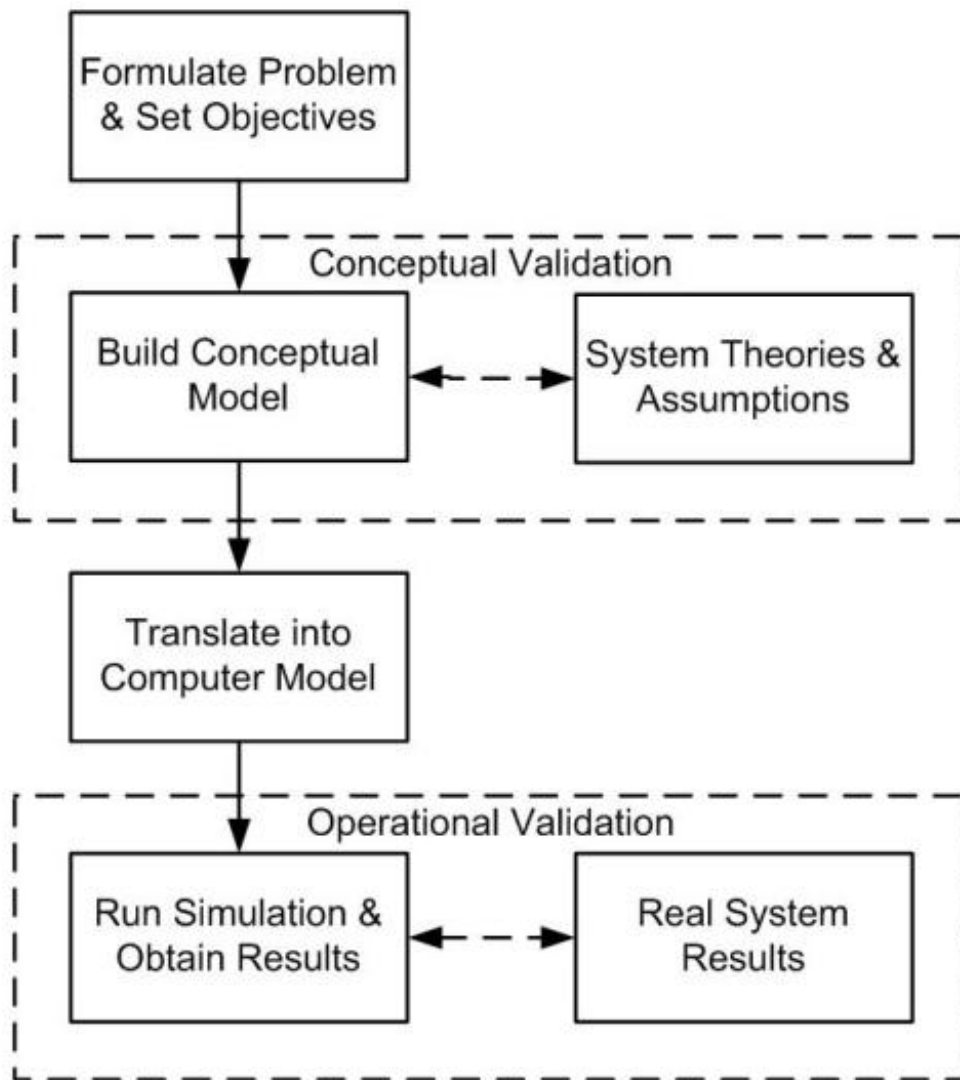 Formulate Problem
& Set Objectives
Conceptual Validation
Build Conceptual
Model
System Theories &
Assumptions
Translate into
Computer Model
Operational Validation
Run Simulation &
Obtain Results
Real System
Results